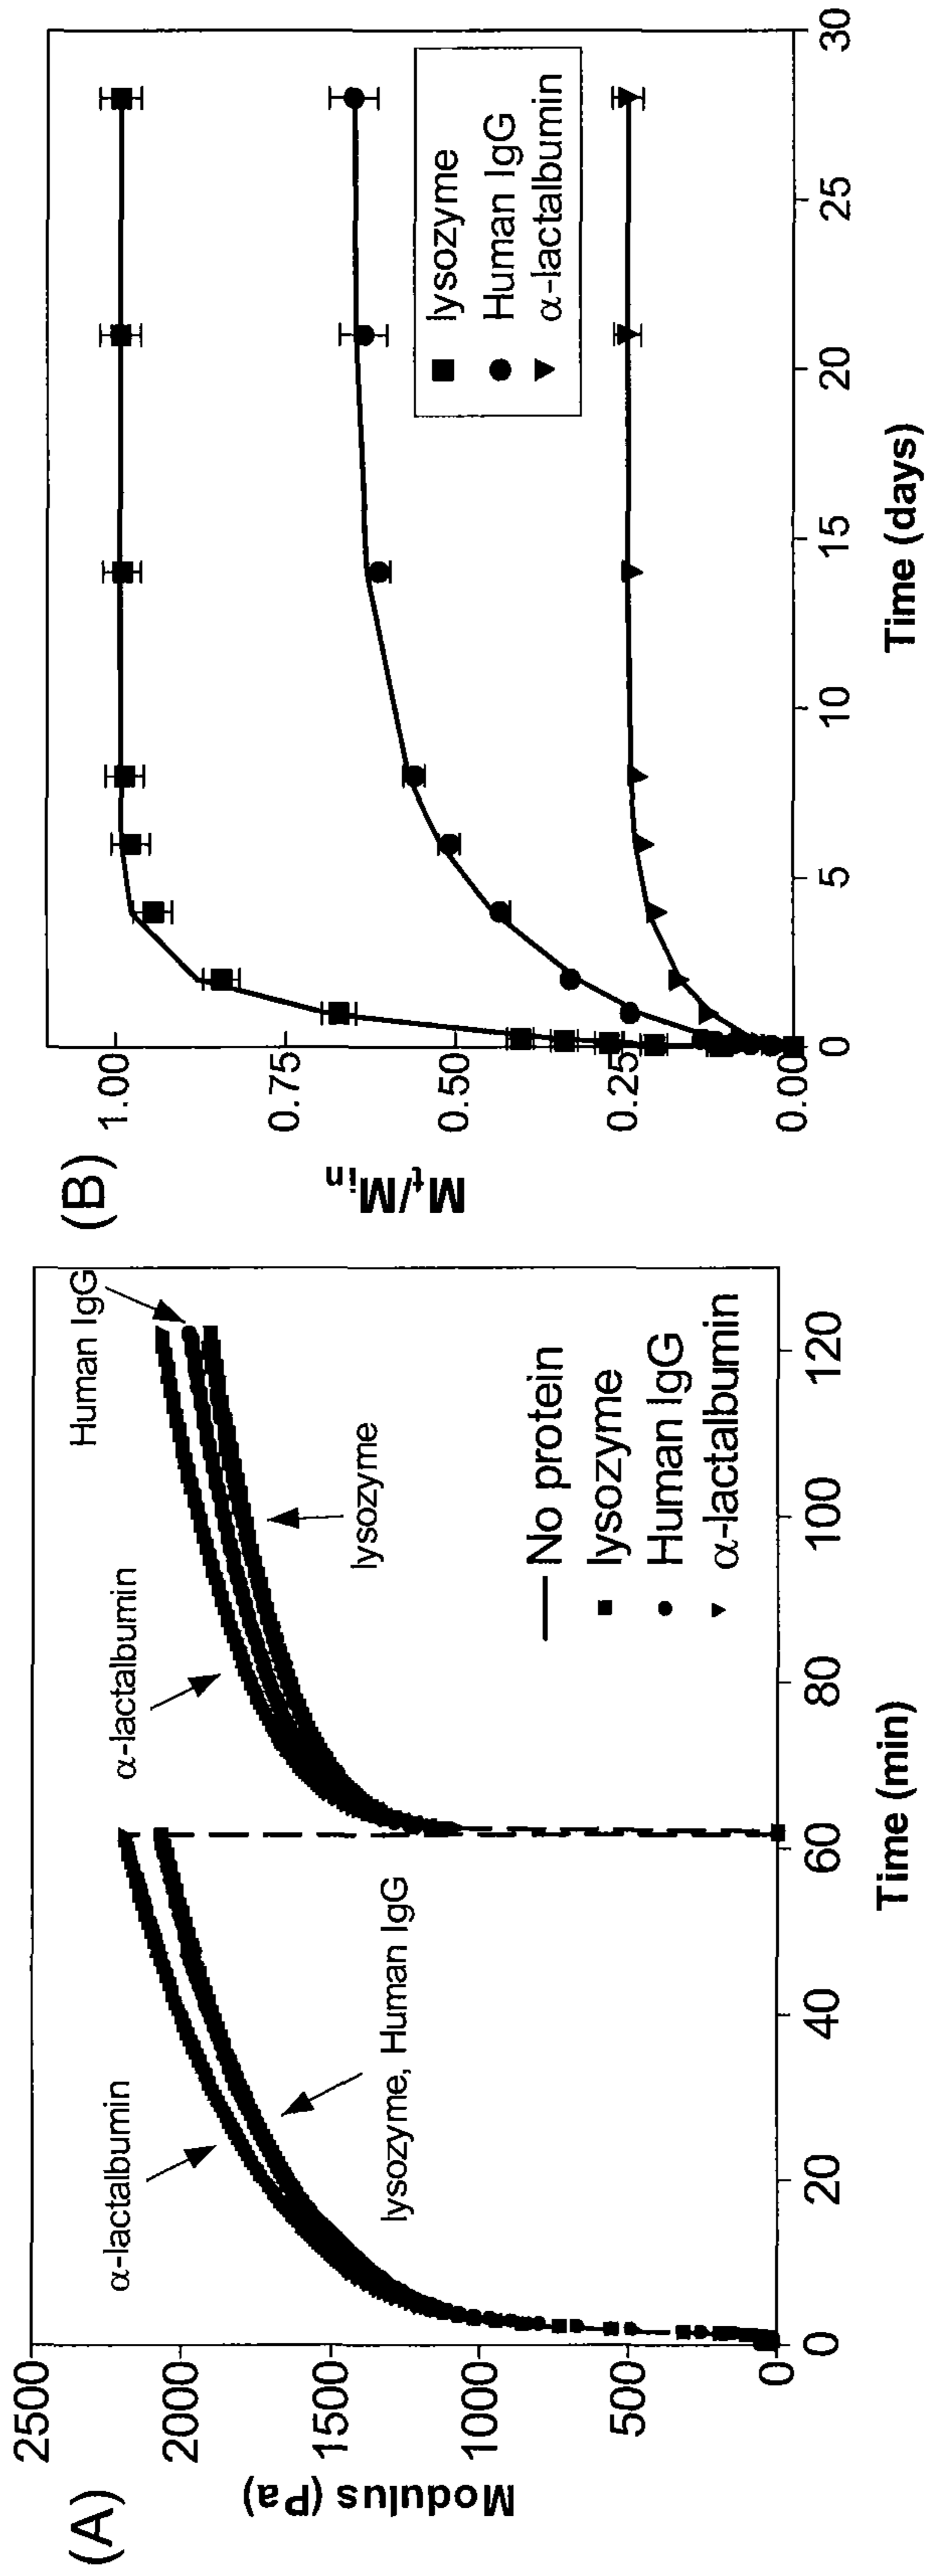 (A)
Modulus (Pa)
2500
2000
1500
1000
500
0
0
20
40
60
80
100
120
Time (min)
α-lactalbumin
lysozyme, Human IgG
α-lactalbumin
Human IgG
lysozyme
No protein
lysozyme
Human IgG
α-lactalbumin
(B)
Mt/Min
1.00
0.75
0.50
0.25
0.00
0
5
10
15
20
25
30
Time (days)
lysozyme
Human IgG
α-lactalbumin